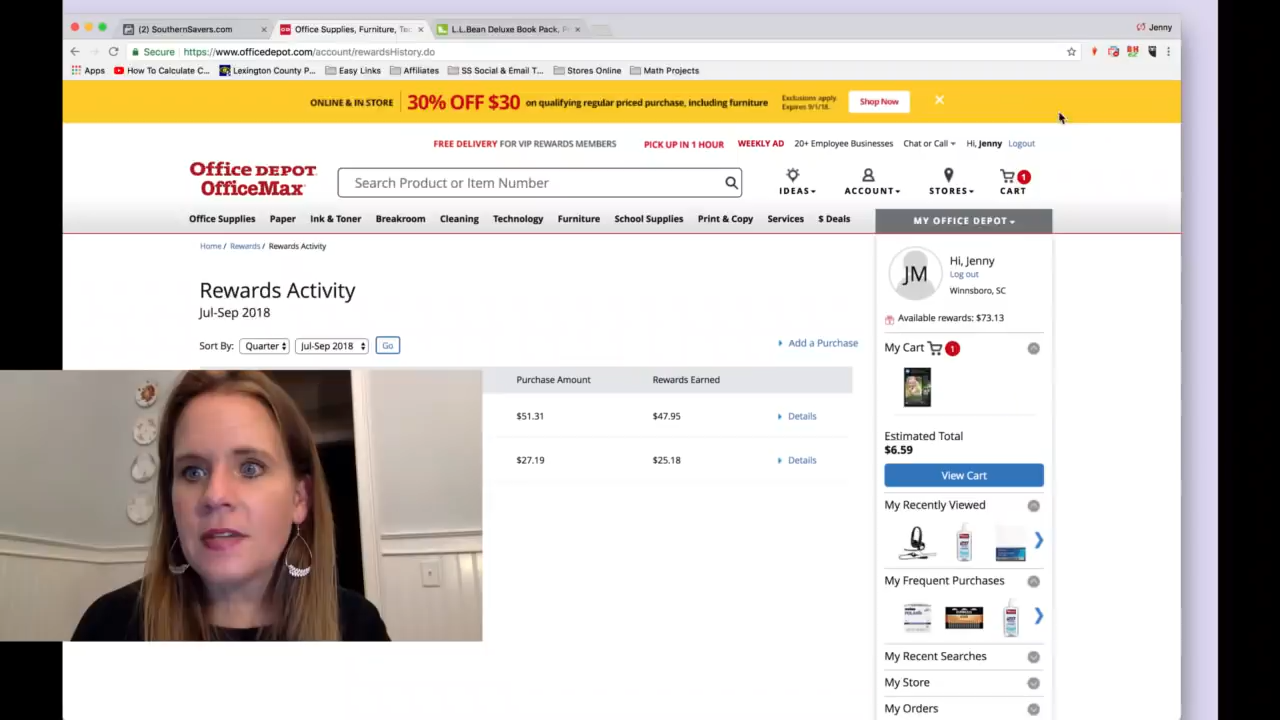 (2) SouthernSavers.com
Office Supplies, Furniture, Tec
L.L.Bean Deluxe Book Pack, P
Jenny
Secure https://www.officedepot.com/account/rewardsHistory.do
Apps How To Calculate C... Lexington County P... Easy Links Affiliates SS Social & Email T... Stores Online Math Projects
ONLINE & IN STORE 30% OFF $30 on qualifying regular priced purchase, including furniture
Exclusions apply.
Expires 9/1/18.
Shop Now
FREE DELIVERY FOR VIP REWARDS MEMBERS PICK UP IN 1 HOUR WEEKLY AD 20+ Employee Businesses Chat or Call Hi, Jenny Logout
Office DEPOT
OfficeMax
Search Product or Item Number
IDEAS ACCOUNT STORES CART 1
Office Supplies Paper Ink & Toner Breakroom Cleaning Technology Furniture School Supplies Print & Copy Services $ Deals MY OFFICE DEPOT
Home / Rewards / Rewards Activity
Rewards Activity
Jul-Sep 2018
Sort By: Quarter Jul-Sep 2018 Go
Add a Purchase
Purchase Amount Rewards Earned
$51.31 $47.95 Details
$27.19 $25.18 Details
JM
Hi, Jenny
Log out
Winnsboro, SC
Available rewards: $73.13
My Cart 1
Estimated Total
$6.59
View Cart
My Recently Viewed
My Frequent Purchases
My Recent Searches
My Store
My Orders